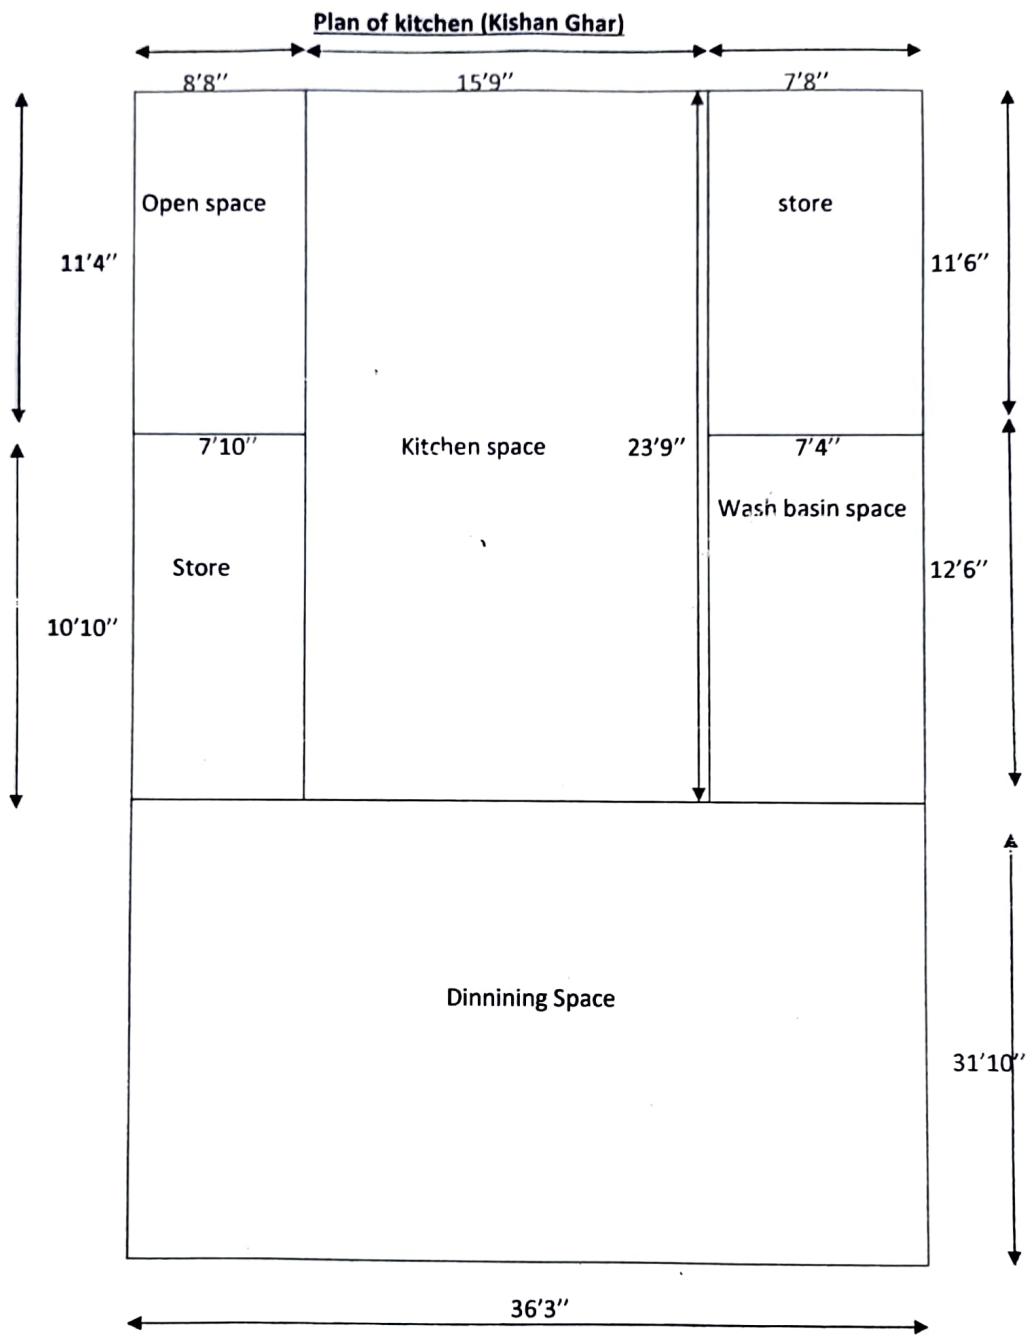 Plan of kitchen (Kishan Ghar)
8’8’’ 15’9’’ 7’8’’
Open space store
11’4’’ 11’6’’
7’10’’ Kitchen space 23’9’’ 7’4’’
Wash basin space
Store 12’6’’
10’10’’
Dinnining Space
31’10’’
36’3’’